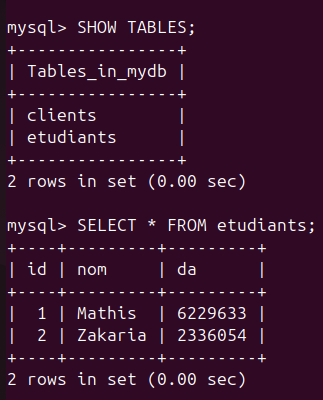 mysql> SHOW TABLES;
+----------------+
| Tables_in_mydb |
+----------------+
| clients        |
| etudiants      |
+----------------+
2 rows in set (0.00 sec)

mysql> SELECT * FROM etudiants;
+----+---------+---------+
| id | nom     | da      |
+----+---------+---------+
|  1 | Mathis  | 6229633 |
|  2 | Zakaria | 2336054 |
+----+---------+---------+
2 rows in set (0.00 sec)